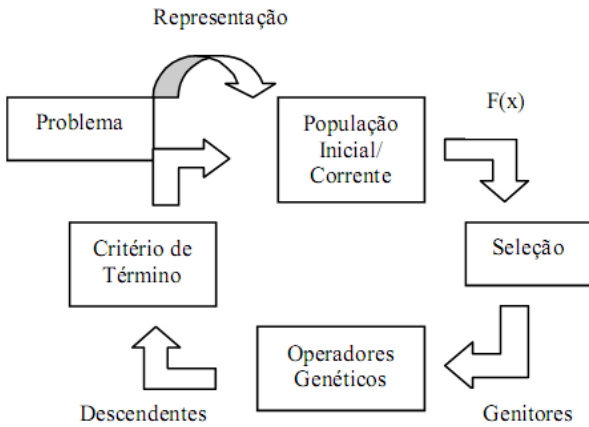 Representação
Problema
População
Inicial/
Corrente
F(x)
Seleção
Critério de
Término
Operadores
Genéticos
Descendentes
Genitores